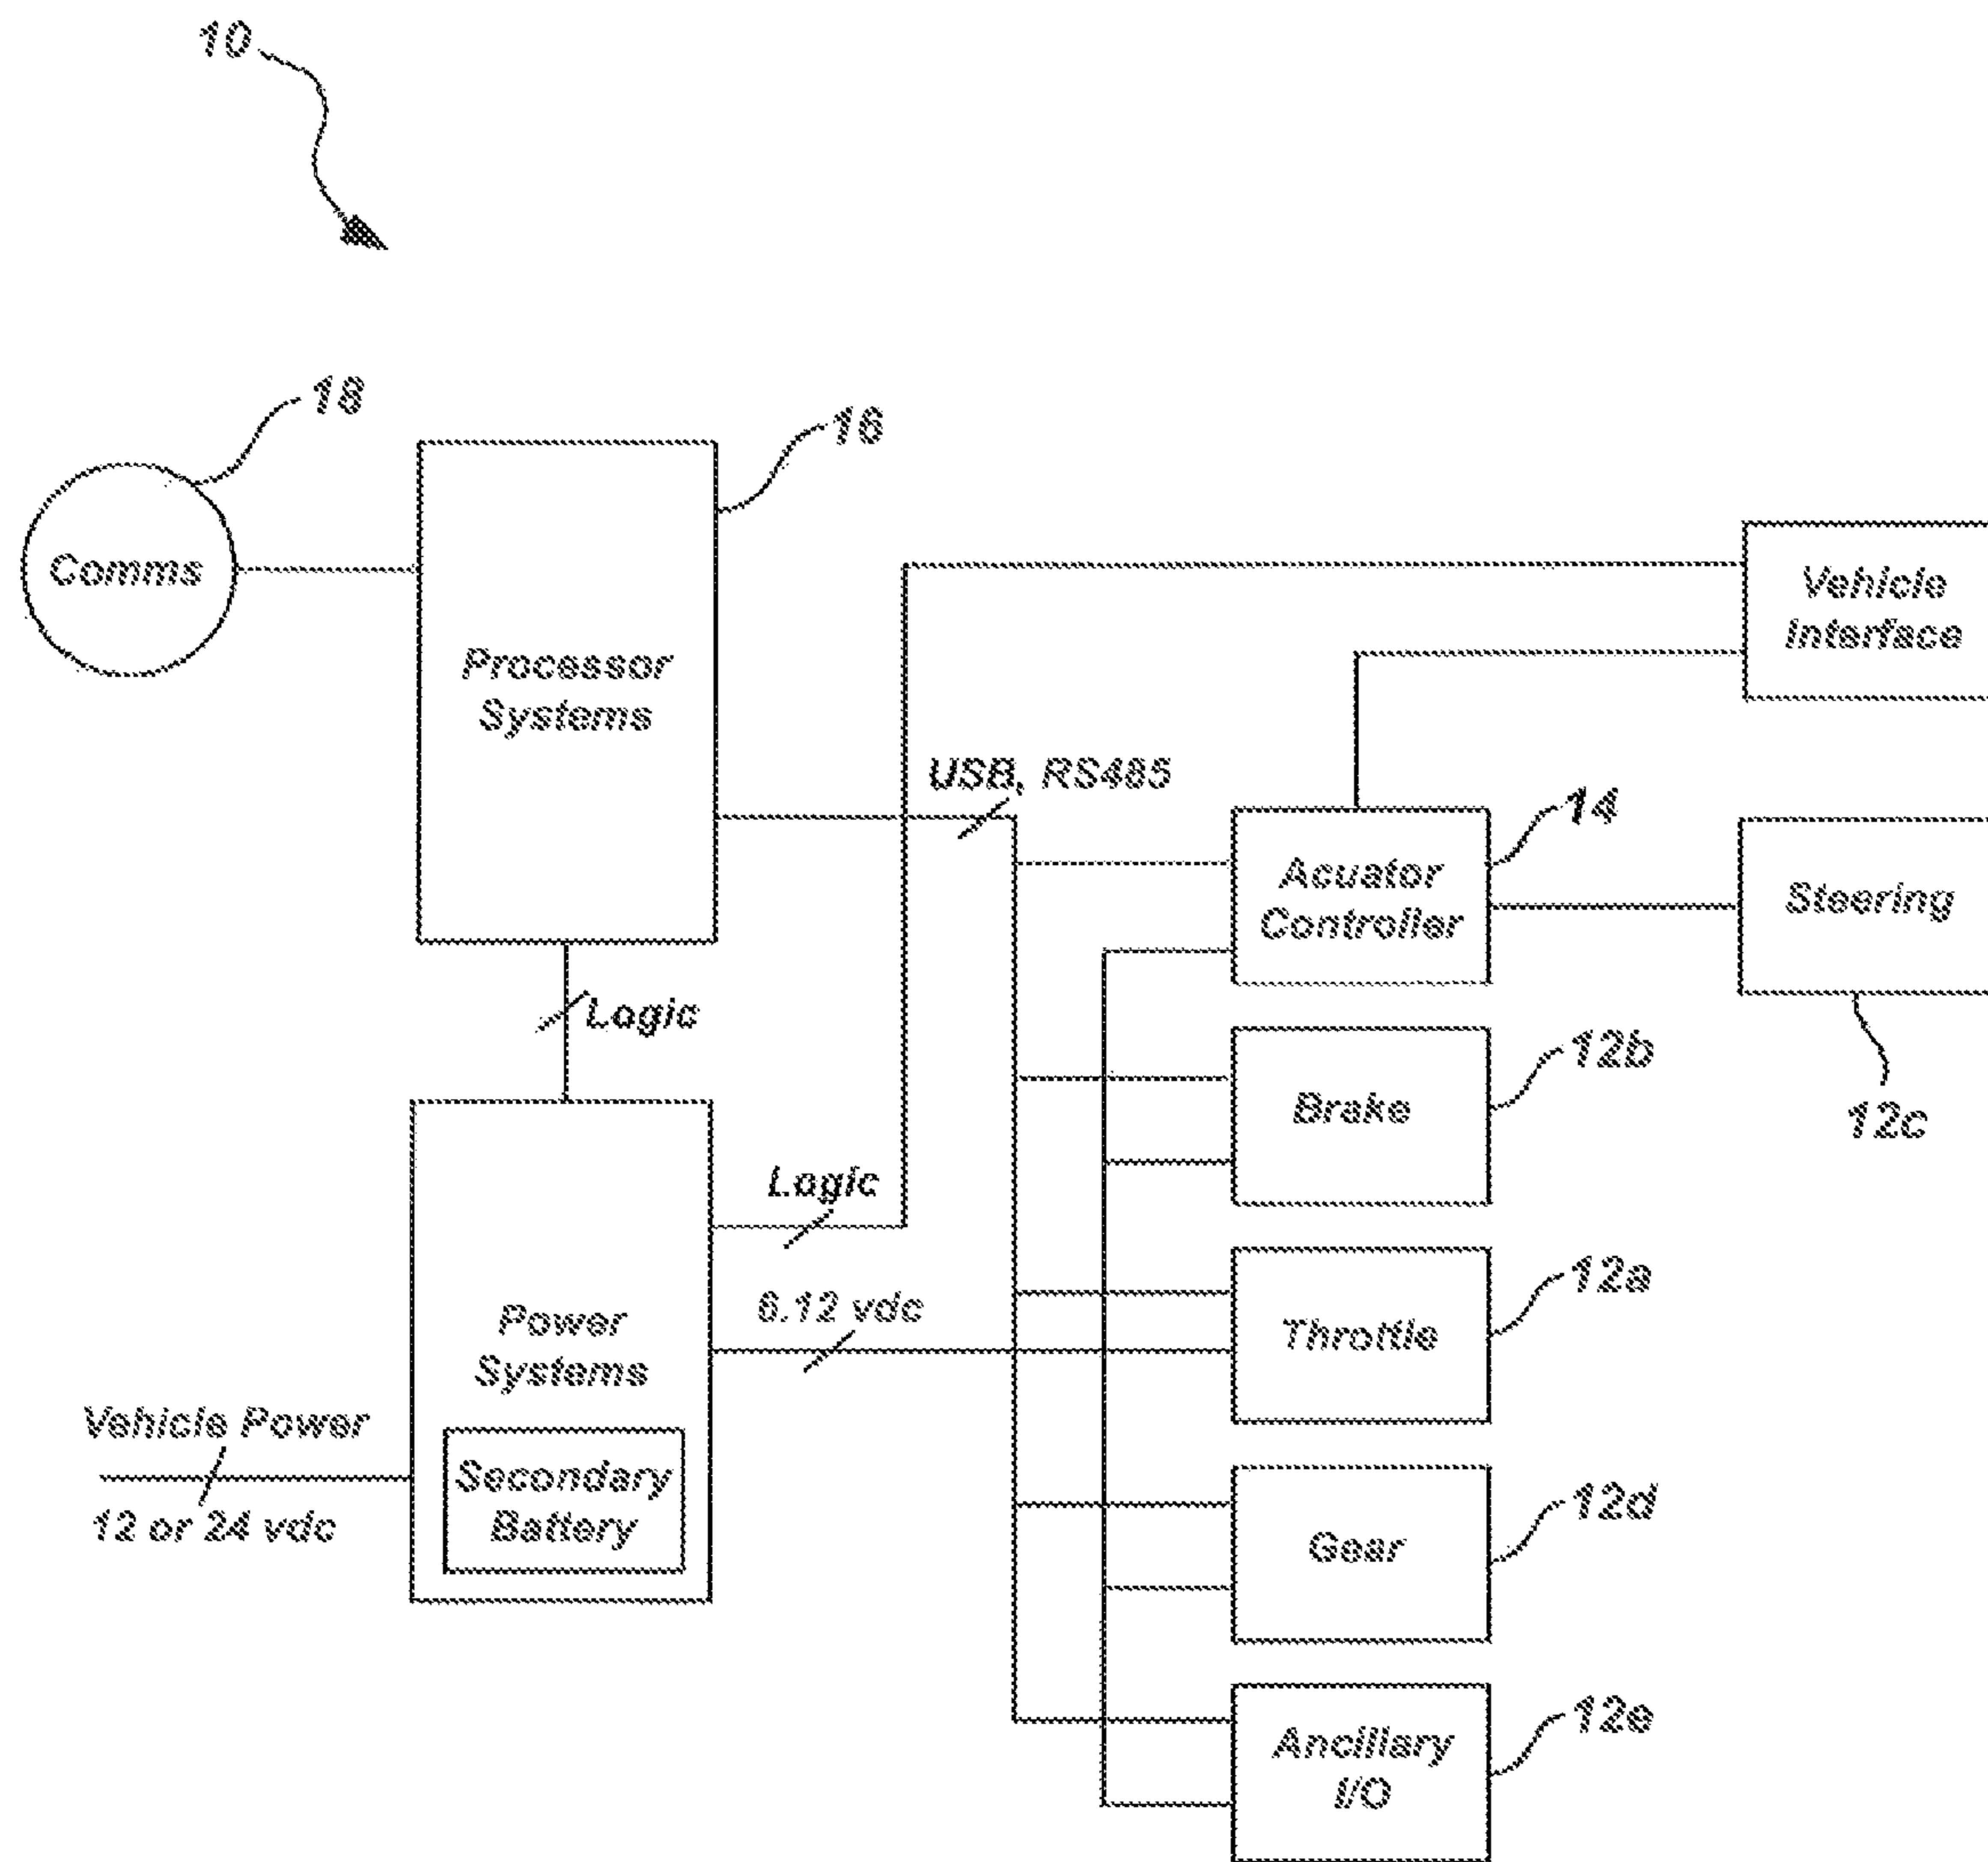 10
18
16
Comms
Processor
Systems
Vehicle
Interface
USB, RS485
14
Acuator
Controller
Steering
Logic
12b
Brake
12c
Logic
12a
6.12 vdc
Throttle
Power
Systems
Vehicle Power
12 or 24 vdc
Secondary
Battery
12d
Gear
12e
Ancillary
I/O